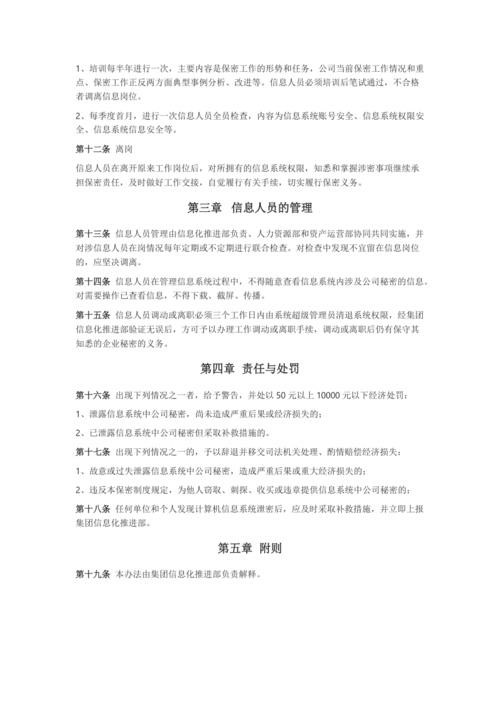 1、培训每半年进行一次，主要内容是保密工作的形势和任务，公司当前保密工作情况和重
点、保密工作正反两方面典型事例分析、改进等。信息人员必须培训后笔试通过，不合格
者调离信息岗位。
2、每季度首月，进行一次信息人员全员检查，内容为信息系统账号安全、信息系统权限安
全、信息系统信息安全等。
第十二条 离岗
信息人员在离开原来工作岗位后，对所拥有的信息系统权限，知悉和掌握涉密事项继续承
担保密责任，及时做好工作交接，自觉履行有关手续，切实履行保密义务。
第三章 信息人员的管理
第十三条 信息人员管理由信息化推进部负责、人力资源部和资产运营部协同共同实施，并
对涉信息人员在岗情况每年定期或不定期进行联合检查。对检查中发现不宜留在信息岗位
的，应坚决调离。
第十四条 信息人员在管理信息系统过程中，不得随意查看信息系统内涉及公司秘密的信息。
对需要操作已查看信息，不得下载、截屏、传播。
第十五条 信息人员调动或离职必须三个工作日内由系统超级管理员清退系统权限，经集团
信息化推进部验证无误后，方可予以办理工作调动或离职手续，调动或离职后仍有保守其
知悉的企业秘密的义务。
第四章 责任与处罚
第十六条 出现下列情况之一者，给予警告，并处以 50 元以上 10000 元以下经济处罚：
1、泄露信息系统中公司秘密，尚未造成严重后果或经济损失的；
2、已泄露信息系统中公司秘密但采取补救措施的。
第十七条 出现下列情况之一的，予以辞退并移交司法机关处理、酌情赔偿经济损失：
1、故意或过失泄露信息系统中公司秘密，造成严重后果或重大经济损失的；
2、违反本保密制度规定，为他人窃取、刺探、收买或违章提供信息系统中公司秘密的；
第十八条 任何单位和个人发现计算机信息系统泄密后，应及时采取补救措施，并立即上报
集团信息化推进部。
第五章 附则
第十九条 本办法由集团信息化推进部负责解释。